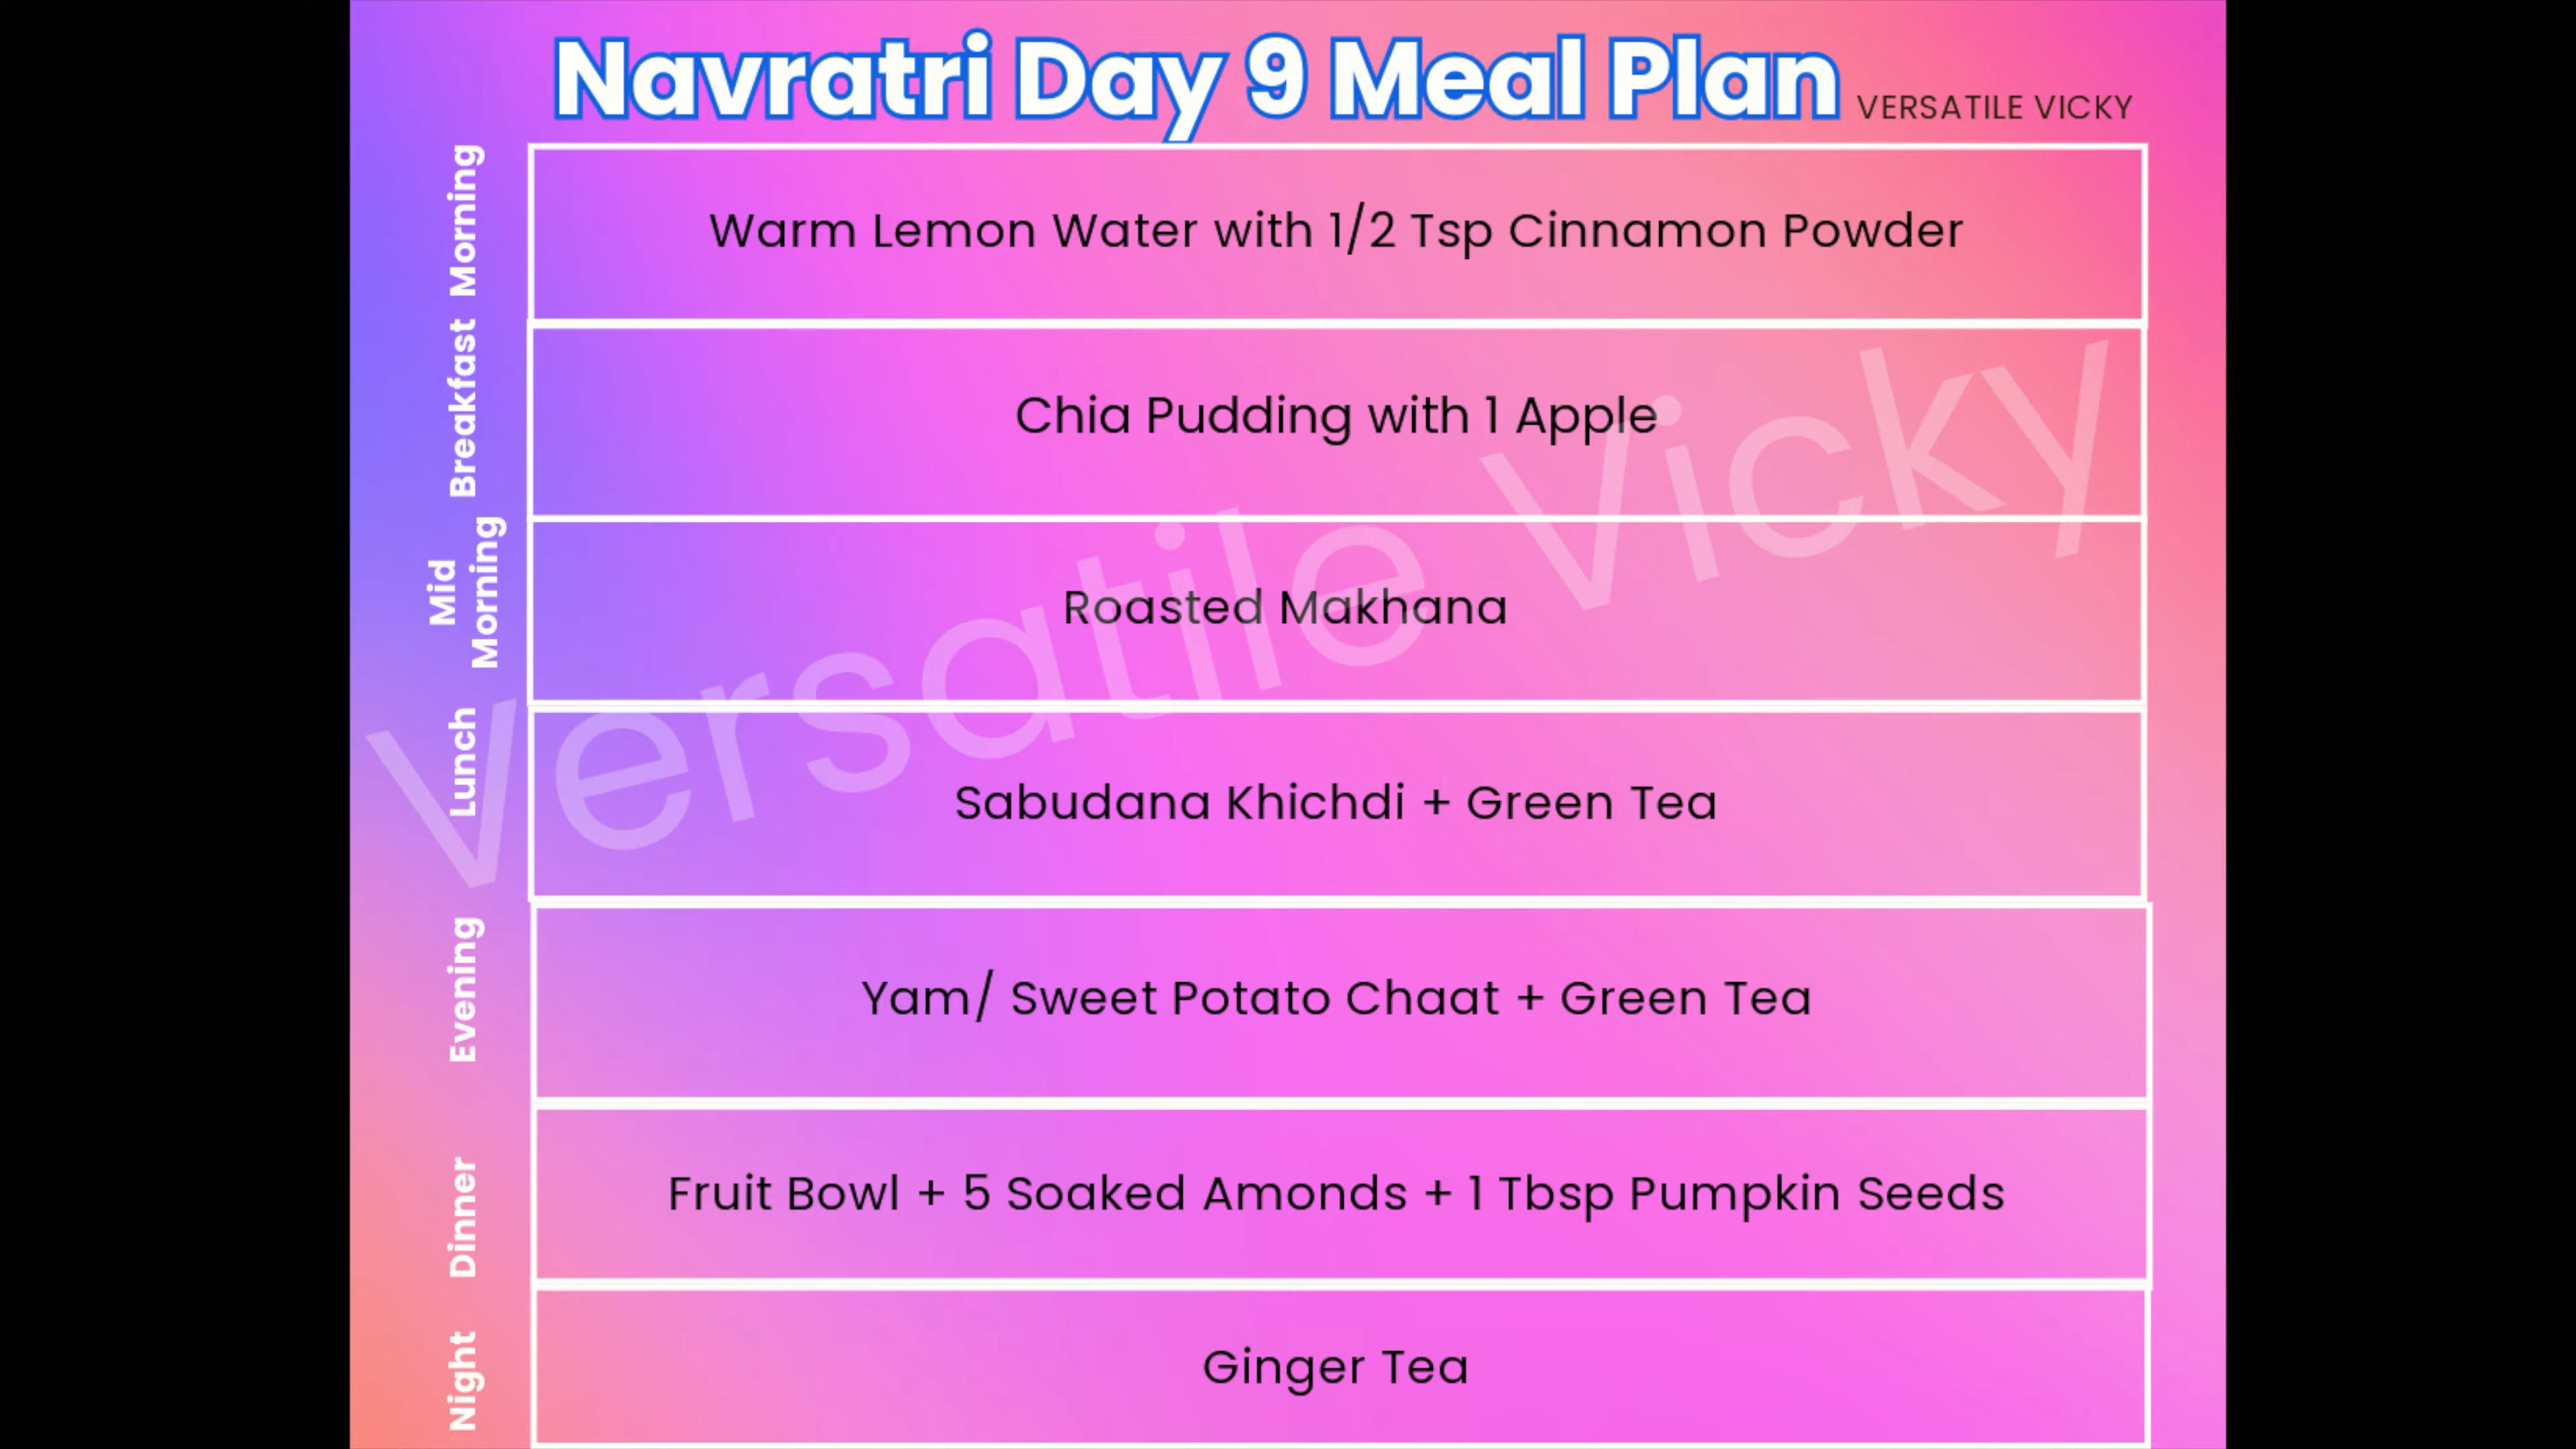 Navratri Day 9 Meal Plan VERSATILE VICKY
Morning
Warm Lemon Water with 1/2 Tsp Cinnamon Powder
Breakfast
Chia Pudding with 1 Apple
Mid
Morning
Roasted Makhana
Lunch
Sabudana Khichdi + Green Tea
Evening
Yam/ Sweet Potato Chaat + Green Tea
Dinner
Fruit Bowl + 5 Soaked Amonds + 1 Tbsp Pumpkin Seeds
Night
Ginger Tea
Versatile Vicky